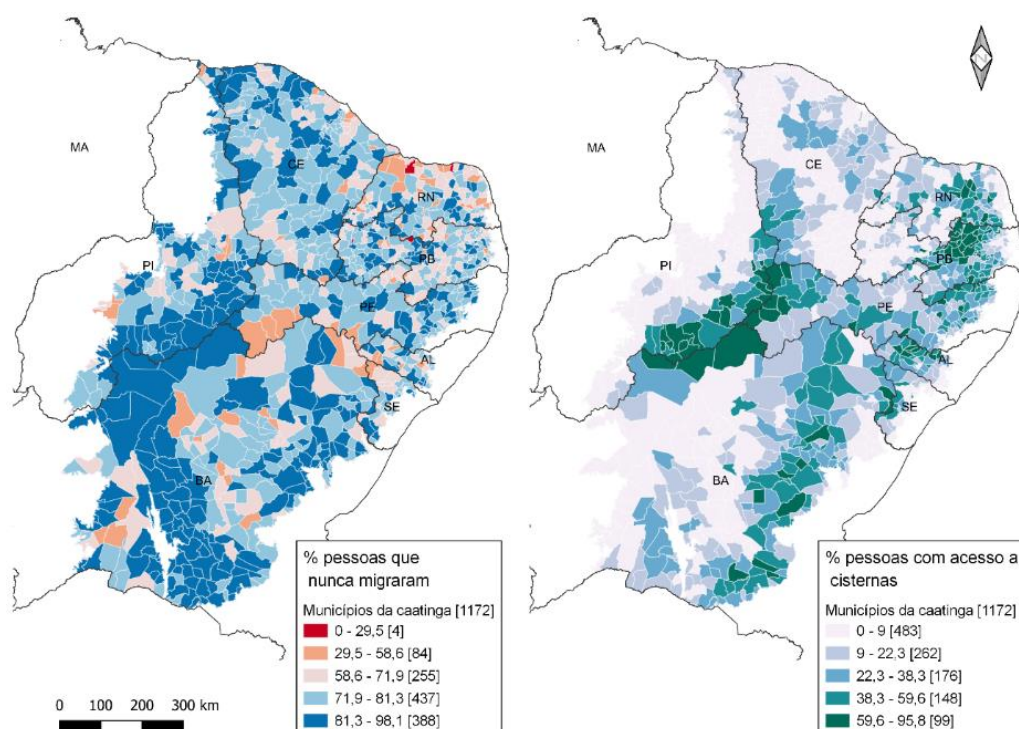 N
MA
CE
RN
PB
PI
PE
AL
SE
BA
% pessoas que
nunca migraram
Municípios da caatinga [1172]
0 - 29,5 [4]
29,5 - 58,6 [84]
58,6 - 71,9 [255]
71,9 - 81,3 [437]
81,3 - 98,1 [388]
0 100 200 300 km
MA
CE
RN
PB
PI
PE
AL
SE
BA
% pessoas com acesso a
cisternas
Municípios da caatinga [1172]
0 - 9 [483]
9 - 22,3 [262]
22,3 - 38,3 [176]
38,3 - 59,6 [148]
59,6 - 95,8 [99]